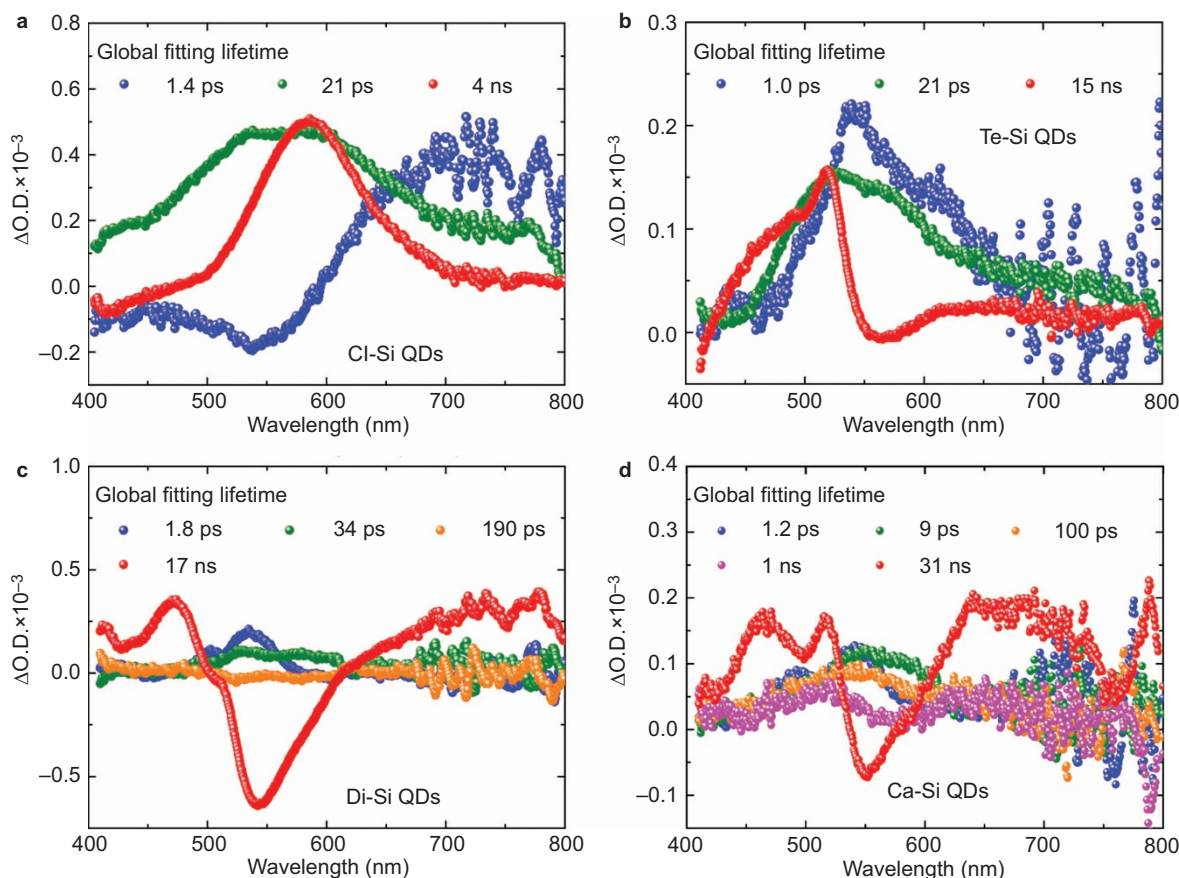 a
0.8
0.6
0.4
0.2
0.0
–0.2
ΔO.D.×10⁻³
Global fitting lifetime
1.4 ps 21 ps 4 ns
Cl-Si QDs
400 500 600 700 800
Wavelength (nm)
b
0.3
0.2
0.1
0.0
ΔO.D.×10⁻³
Global fitting lifetime
1.0 ps 21 ps 15 ns
Te-Si QDs
400 500 600 700 800
Wavelength (nm)
c
1.0
0.5
0.0
–0.5
ΔO.D.×10⁻³
Global fitting lifetime
1.8 ps 34 ps 190 ps
17 ns
Di-Si QDs
400 500 600 700 800
Wavelength (nm)
d
0.4
0.3
0.2
0.1
0.0
–0.1
ΔO.D.×10⁻³
Global fitting lifetime
1.2 ps 9 ps 100 ps
1 ns 31 ns
Ca-Si QDs
400 500 600 700 800
Wavelength (nm)